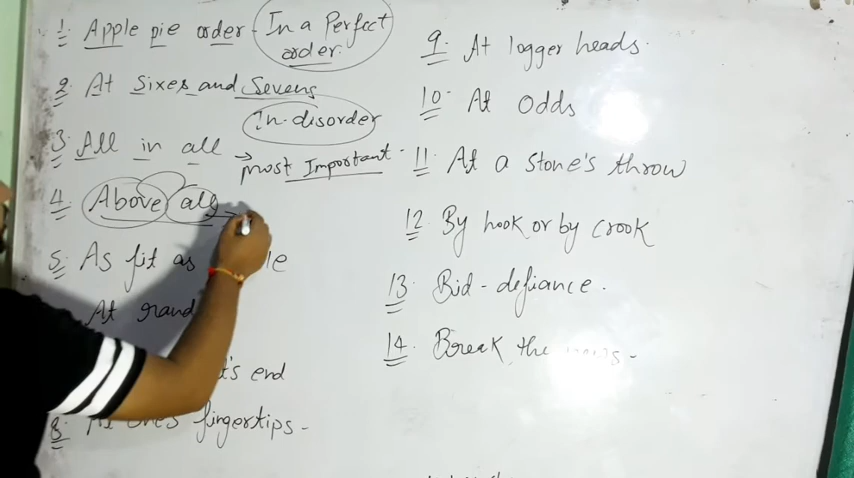 1. Apple pie order - In a Perfect order.
2. At Sixes and Sevens
In disorder
3. All in all → most Important -
4. Above all
5. As fit as
At
end
8. fingertips -
9. At logger heads.
10. At odds
11. At a stone's throw
12. By hook or by crook
13. Bid - defiance.
14. Break the